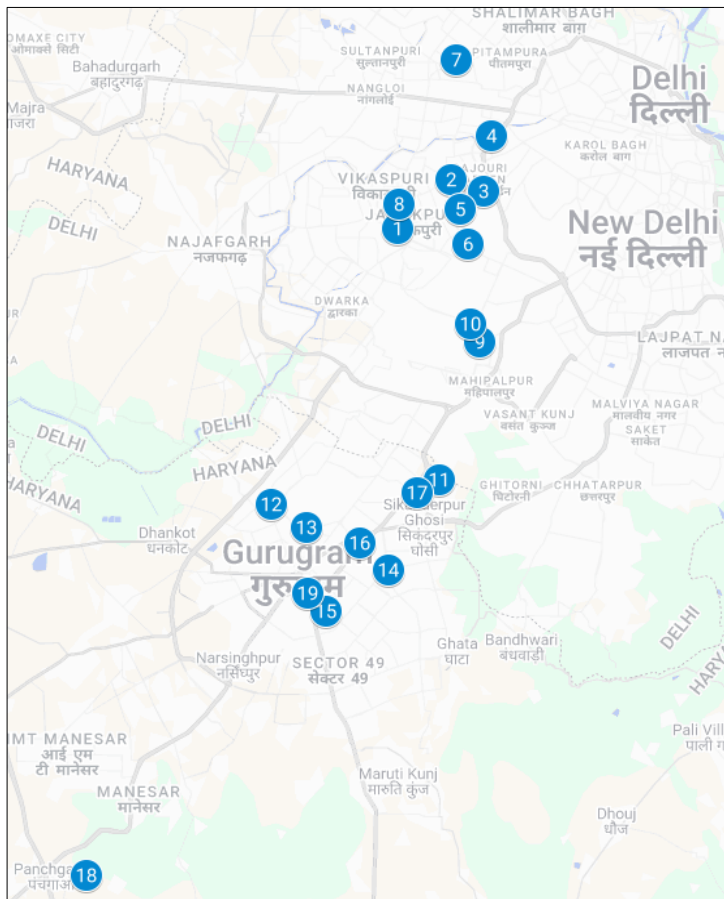 SHALIMAR BAGH
शालीमार बाग़
OMAXE CITY
ओमाक्से सिटी
Bahadurgarh
बहादुरगढ़
SULTANPURI
सुल्तानपुरी
7
PITAMPURA
पीतमपुरा
Delhi
दिल्ली
NANGLOI
नांगलोई
Majra
4
KAROL BAGH
करोल बाग
HARYANA
VIKASPURI
2
3
8
5
1
6
DELHI
NAJAFGARH
नजफगढ़
New Delhi
नई दिल्ली
DWARKA
द्वारका
10
9
LAJPAT
लाजपत
MAHIPALPUR
महिपालपुर
VASANT KUNJ
बसंत कुञ्ज
MALVIYA NAGAR
मालवीय नगर
SAKET
साकेत
DELHI
DELHI
HARYANA
HARYANA
11
17
GHITORNI
घिटोरनी
CHHATARPUR
छत्तरपुर
12
Ghosi
सिकंदरपुर
घोसी
Dhankot
धनकोट
13
16
Gurugram
14
19
15
Ghata
घाटा
Bandhwari
बंधवाड़ी
DELHI
Narsinghpur
नर्सिंघपुर
SECTOR 49
सेक्टर 49
IMT MANESAR
आई एम
टी मानेसर
Pali
पाली
MANESAR
मानेसर
Maruti Kunj
मारुति कुंज
Dhouj
धौज
18